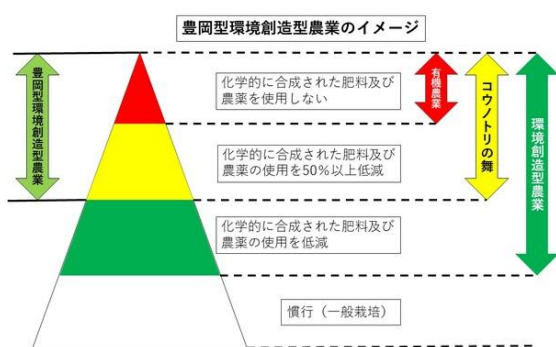 豊岡型環境創造型農業のイメージ
豊岡型環境創造型農業
化学的に合成された肥料及び
農薬を使用しない
化学的に合成された肥料及び
農薬の使用を50%以上低減
化学的に合成された肥料及び
農薬の使用を低減
慣行（一般栽培）
有機農業
コウノトリの舞
環境創造型農業